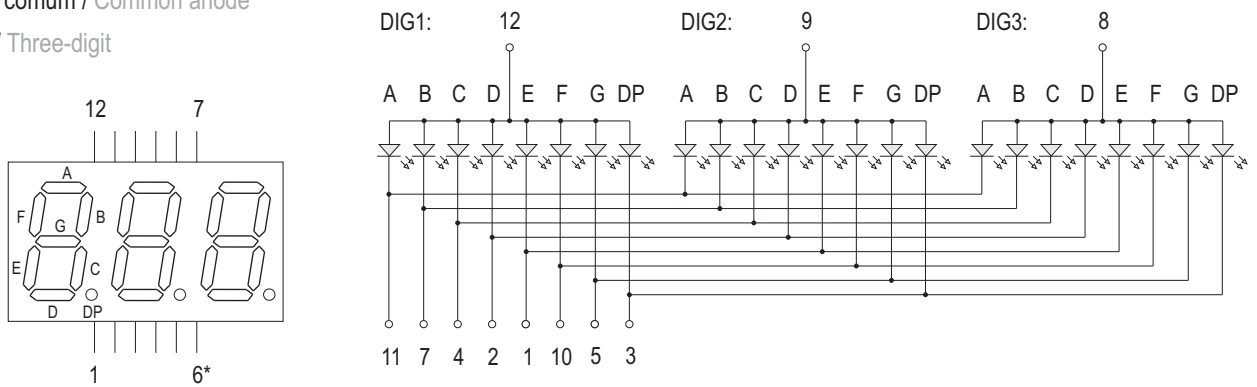 comum / Common anode
/ Three-digit
12 7
A
F B
G
E C
D DP
1 6*
DIG1: 12 DIG2: 9 DIG3: 8
A B C D E F G DP A B C D E F G DP A B C D E F G DP
11 7 4 2 1 10 5 3